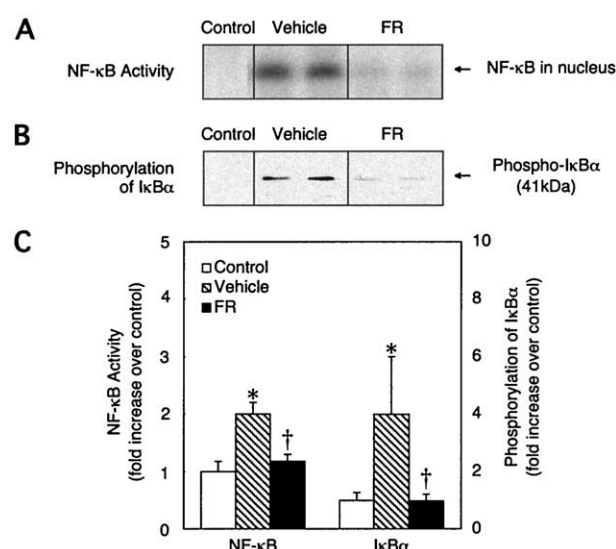 A
Control Vehicle FR
NF-κB Activity
NF-κB in nucleus
B
Control Vehicle FR
Phosphorylation
of IκBα
Phospho-IκBα
(41kDa)
C
NF-κB Activity
(fold increase over control)
5
4
3
2
1
0
Control
Vehicle
FR
*
†
*
†
10
8
6
4
2
0
Phosphorylation of IκBα
(fold increase over control)
NF-κB IκBα